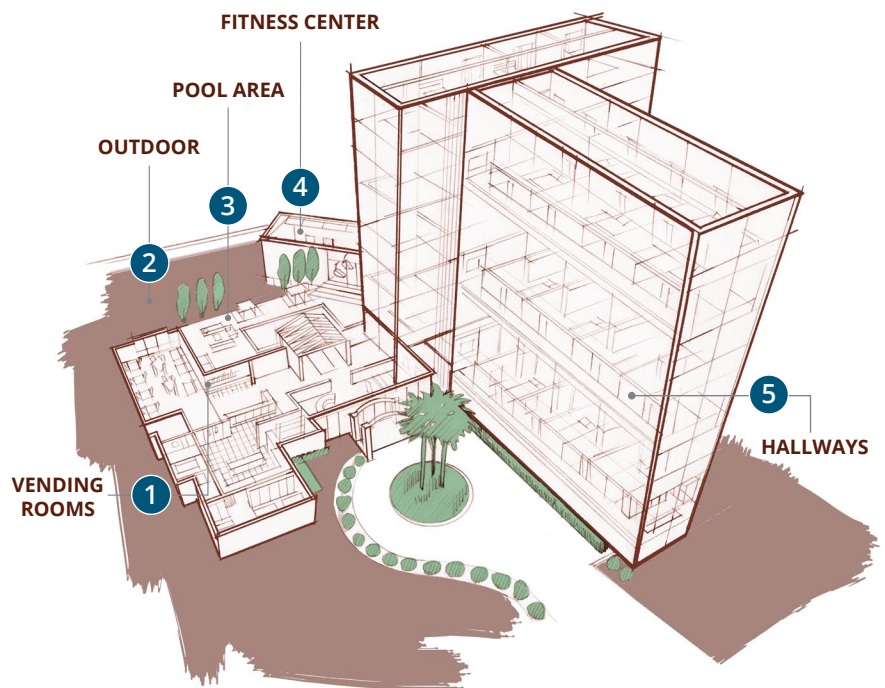 FITNESS CENTER
POOL AREA
OUTDOOR
4
3
2
5
HALLWAYS
VENDING
ROOMS
1